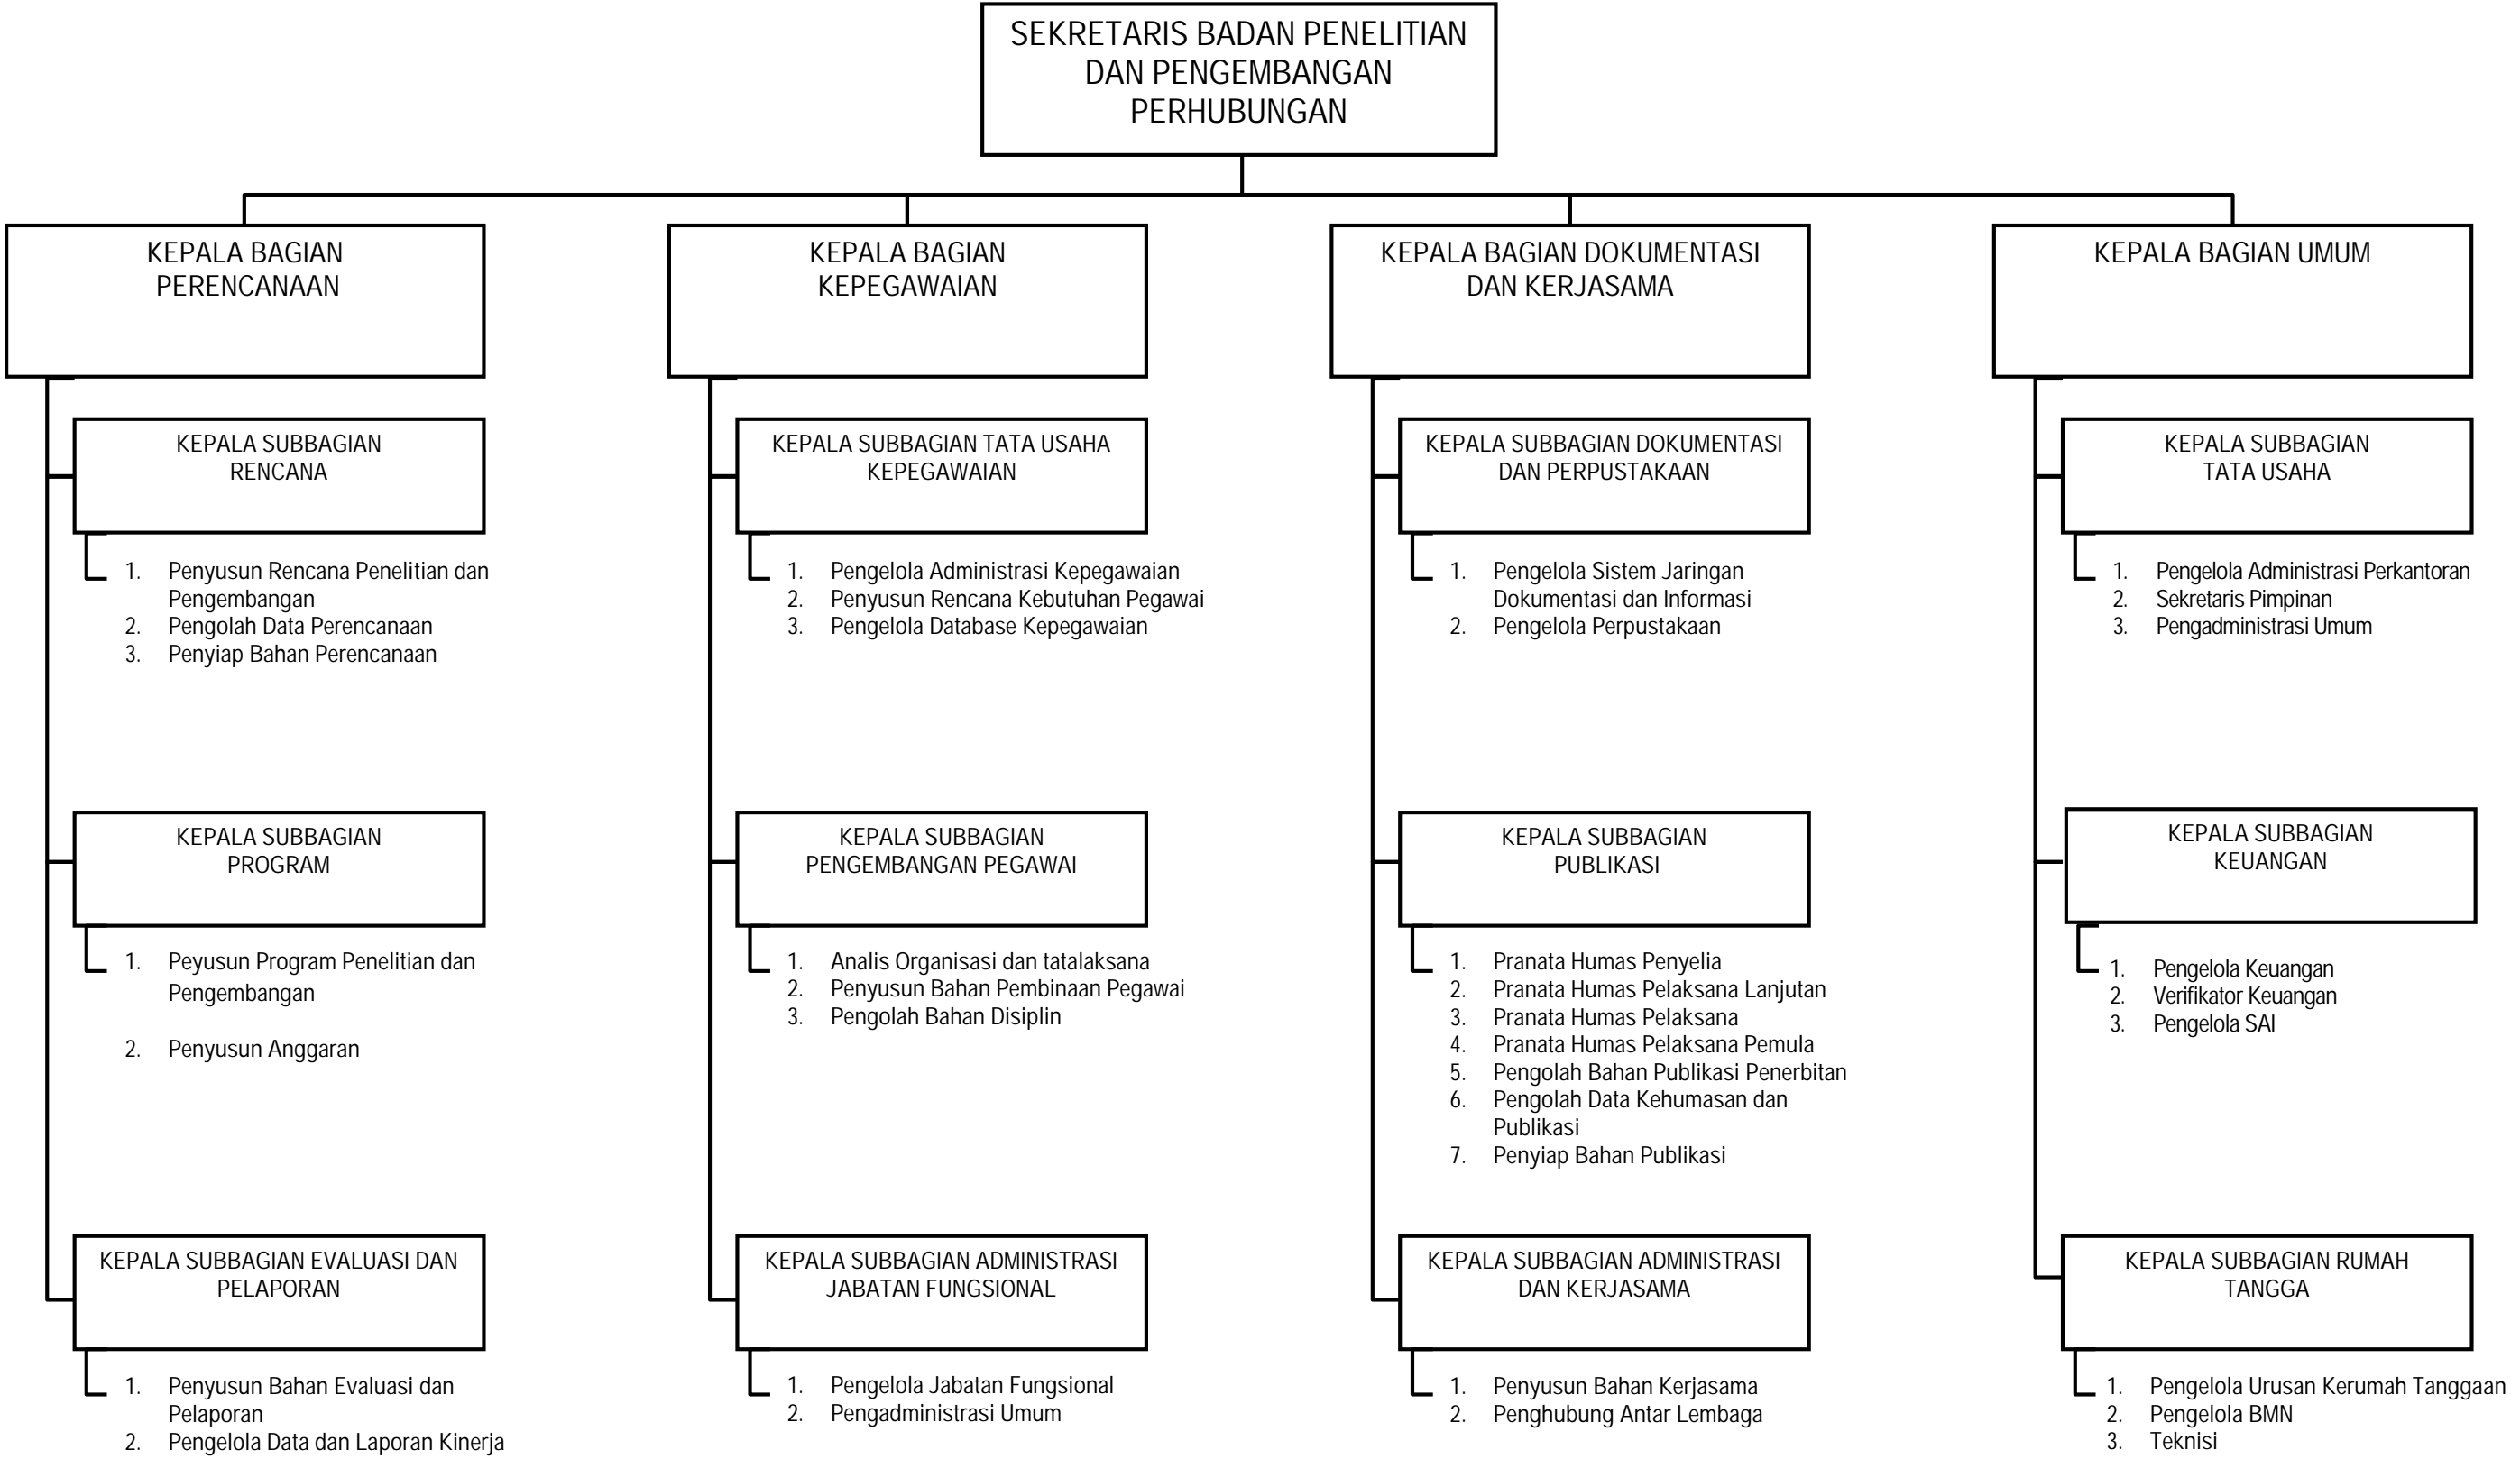 SEKRETARIS BADAN PENELITIAN
DAN PENGEMBANGAN
PERHUBUNGAN
KEPALA BAGIAN
PERENCANAAN
KEPALA SUBBAGIAN
RENCANA
1. Penyusun Rencana Penelitian dan
Pengembangan
2. Pengolah Data Perencanaan
3. Penyiap Bahan Perencanaan
KEPALA SUBBAGIAN
PROGRAM
1. Peyusun Program Penelitian dan
Pengembangan
2. Penyusun Anggaran
KEPALA SUBBAGIAN EVALUASI DAN
PELAPORAN
1. Penyusun Bahan Evaluasi dan
Pelaporan
2. Pengelola Data dan Laporan Kinerja
KEPALA BAGIAN
KEPEGAWAIAN
KEPALA SUBBAGIAN TATA USAHA
KEPEGAWAIAN
1. Pengelola Administrasi Kepegawaian
2. Penyusun Rencana Kebutuhan Pegawai
3. Pengelola Database Kepegawaian
KEPALA SUBBAGIAN
PENGEMBANGAN PEGAWAI
1. Analis Organisasi dan tatalaksana
2. Penyusun Bahan Pembinaan Pegawai
3. Pengolah Bahan Disiplin
KEPALA SUBBAGIAN ADMINISTRASI
JABATAN FUNGSIONAL
1. Pengelola Jabatan Fungsional
2. Pengadministrasi Umum
KEPALA BAGIAN DOKUMENTASI
DAN KERJASAMA
KEPALA SUBBAGIAN DOKUMENTASI
DAN PERPUSTAKAAN
1. Pengelola Sistem Jaringan
Dokumentasi dan Informasi
2. Pengelola Perpustakaan
KEPALA SUBBAGIAN
PUBLIKASI
1. Pranata Humas Penyelia
2. Pranata Humas Pelaksana Lanjutan
3. Pranata Humas Pelaksana
4. Pranata Humas Pelaksana Pemula
5. Pengolah Bahan Publikasi Penerbitan
6. Pengolah Data Kehumasan dan
Publikasi
7. Penyiap Bahan Publikasi
KEPALA SUBBAGIAN ADMINISTRASI
DAN KERJASAMA
1. Penyusun Bahan Kerjasama
2. Penghubung Antar Lembaga
KEPALA BAGIAN UMUM
KEPALA SUBBAGIAN
TATA USAHA
1. Pengelola Administrasi Perkantoran
2. Sekretaris Pimpinan
3. Pengadministrasi Umum
KEPALA SUBBAGIAN
KEUANGAN
1. Pengelola Keuangan
2. Verifikator Keuangan
3. Pengelola SAI
KEPALA SUBBAGIAN RUMAH
TANGGA
1. Pengelola Urusan Kerumah Tanggaan
2. Pengelola BMN
3. Teknisi